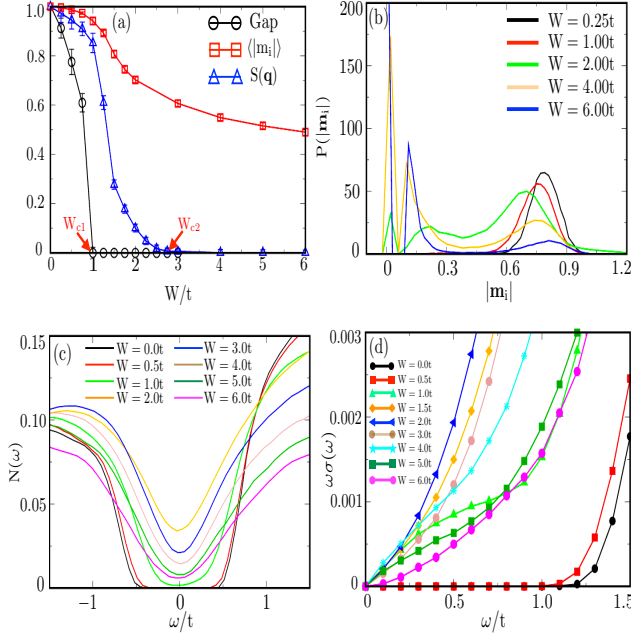 (a)
Gap
⟨|m_i|⟩
S(q)
1.0
0.8
0.6
0.4
0.2
0
W_c1
W_c2
0 1 2 3 4 5 6
W/t
(b)
W = 0.25t
W = 1.00t
W = 2.00t
W = 4.00t
W = 6.00t
200
150
100
50
0
P(|m_i|)
0 0.3 0.6 0.9 1.2
|m_i|
(c)
W = 0.0t
W = 0.5t
W = 1.0t
W = 2.0t
W = 3.0t
W = 4.0t
W = 5.0t
W = 6.0t
0.15
0.10
0.05
0
N(ω)
−1 0 1
ω/t
(d)
W = 0.0t
W = 0.5t
W = 1.0t
W = 1.5t
W = 2.0t
W = 3.0t
W = 4.0t
W = 5.0t
W = 6.0t
0.003
0.002
0.001
0
ωσ(ω)
0 0.5 1.0 1.5
ω/t